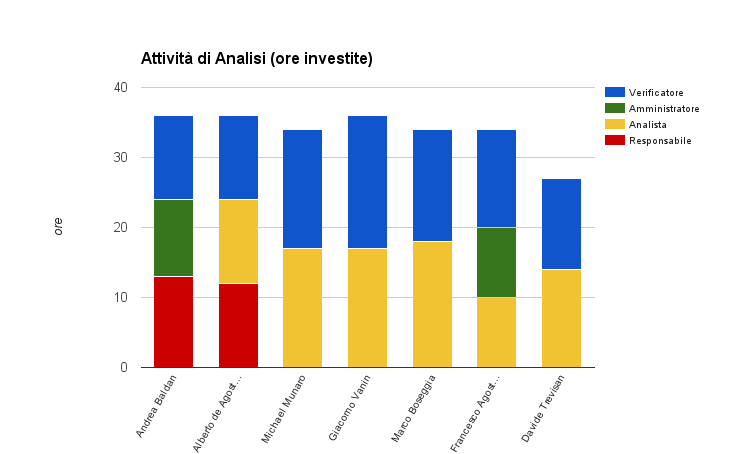 Attività di Analisi (ore investite)
40
30
20
10
0
ore
Verificatore
Amministratore
Analista
Responsabile
Andrea Baldan
Alberto de Agost...
Michael Munaro
Giacomo Vanin
Marco Boseggia
Francesco Agost...
Davide Trevisan